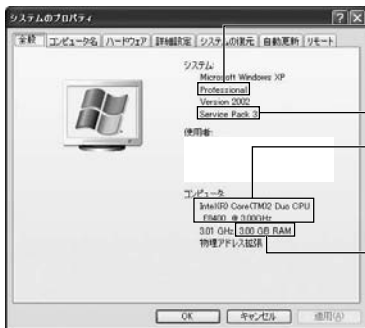 システムのプロパティ
全般 コンピュータ名 ハードウェア 詳細設定 システムの復元 自動更新 リモート
システム:
Microsoft Windows XP
Professional
Version 2002
Service Pack 3
使用者:
コンピュータ:
Intel(R) Core(TM)2 Duo CPU
E8400 @ 3.00GHz
3.01 GHz, 3.00 GB RAM
物理アドレス拡張
OK キャンセル 適用(A)